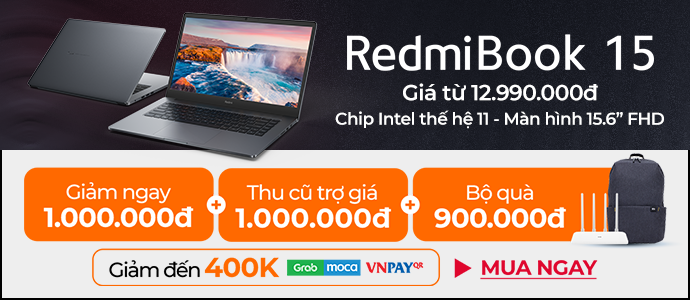 RedmiBook 15
Giá từ 12.990.000đ
Chip Intel thế hệ 11 - Màn hình 15.6” FHD
Giảm ngay
1.000.000đ
+
Thu cũ trợ giá
1.000.000đ
+
Bộ quà
900.000đ
Giảm đến 400K Grab moca VNPAYQR
MUA NGAY